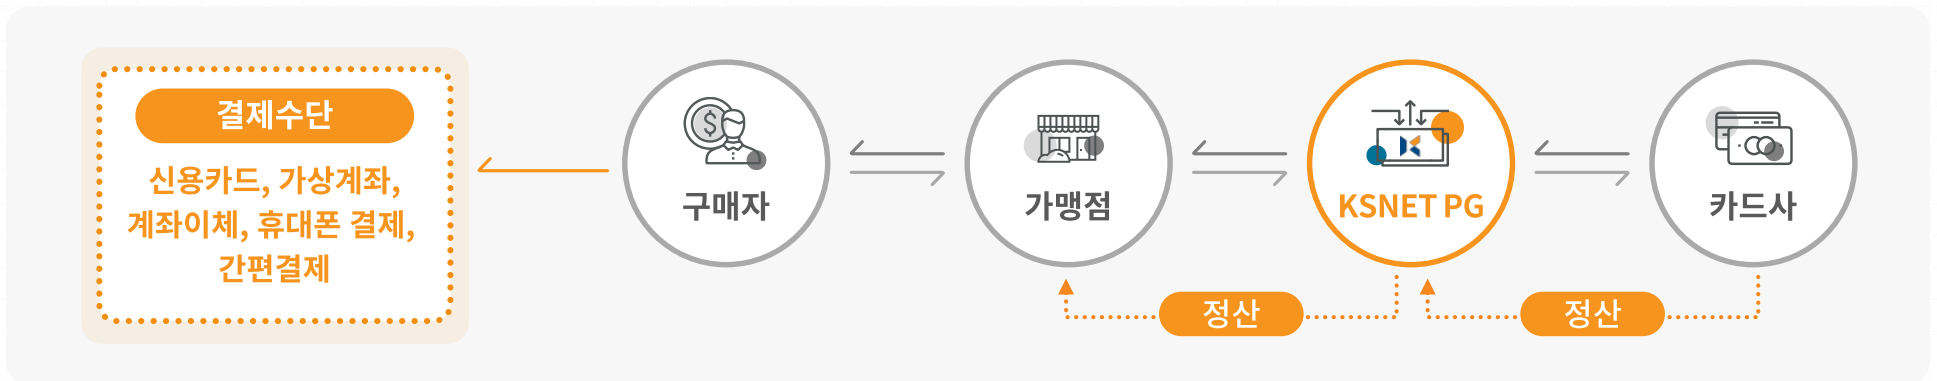 결제수단
신용카드, 가상계좌,
계좌이체, 휴대폰 결제,
간편결제
구매자
가맹점
KSNET PG
카드사
정산
정산